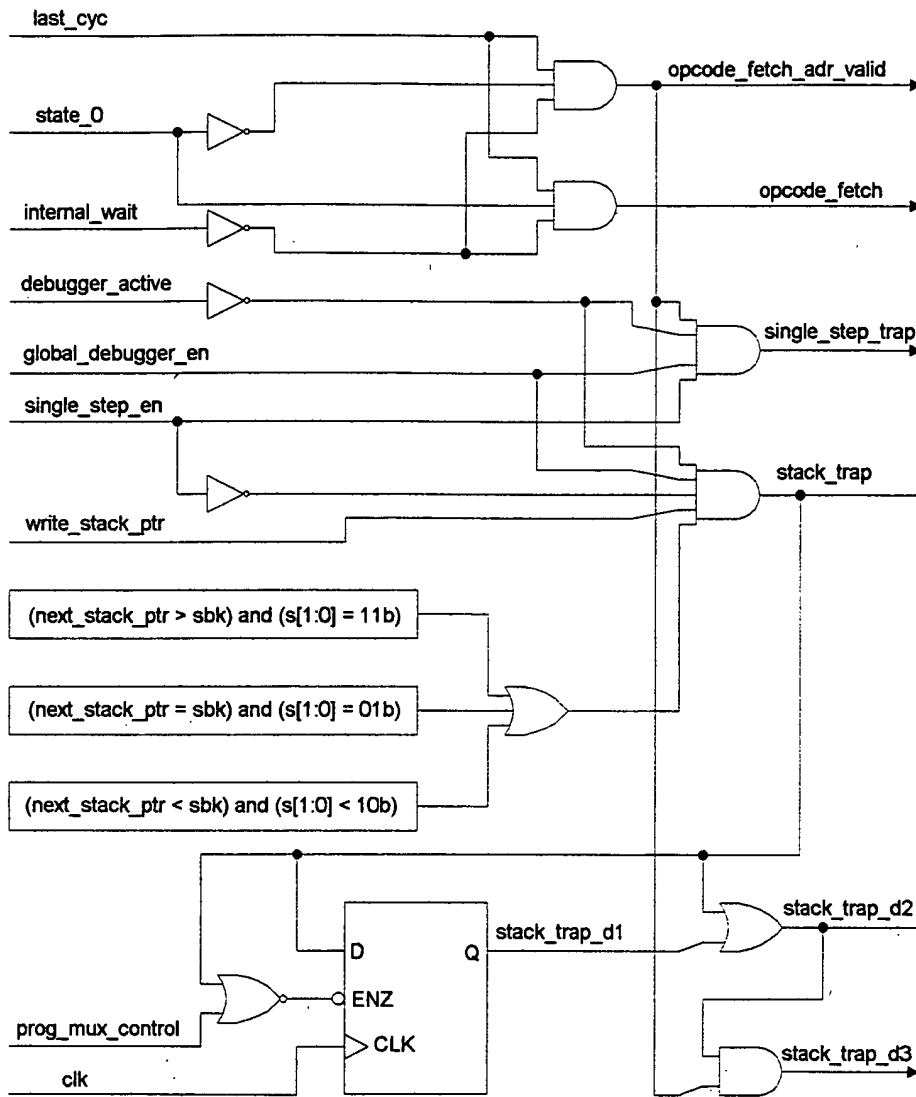 last_cyc
opcode_fetch_adr_valid
state_0
opcode_fetch
internal_wait
debugger_active
single_step_trap
global_debugger_en
single_step_en
stack_trap
write_stack_ptr
(next_stack_ptr > sbk) and (s[1:0] = 11b)
(next_stack_ptr = sbk) and (s[1:0] = 01b)
(next_stack_ptr < sbk) and (s[1:0] < 10b)
stack_trap_d2
stack_trap_d1
D
Q
ENZ
prog_mux_control
CLK
stack_trap_d3
clk